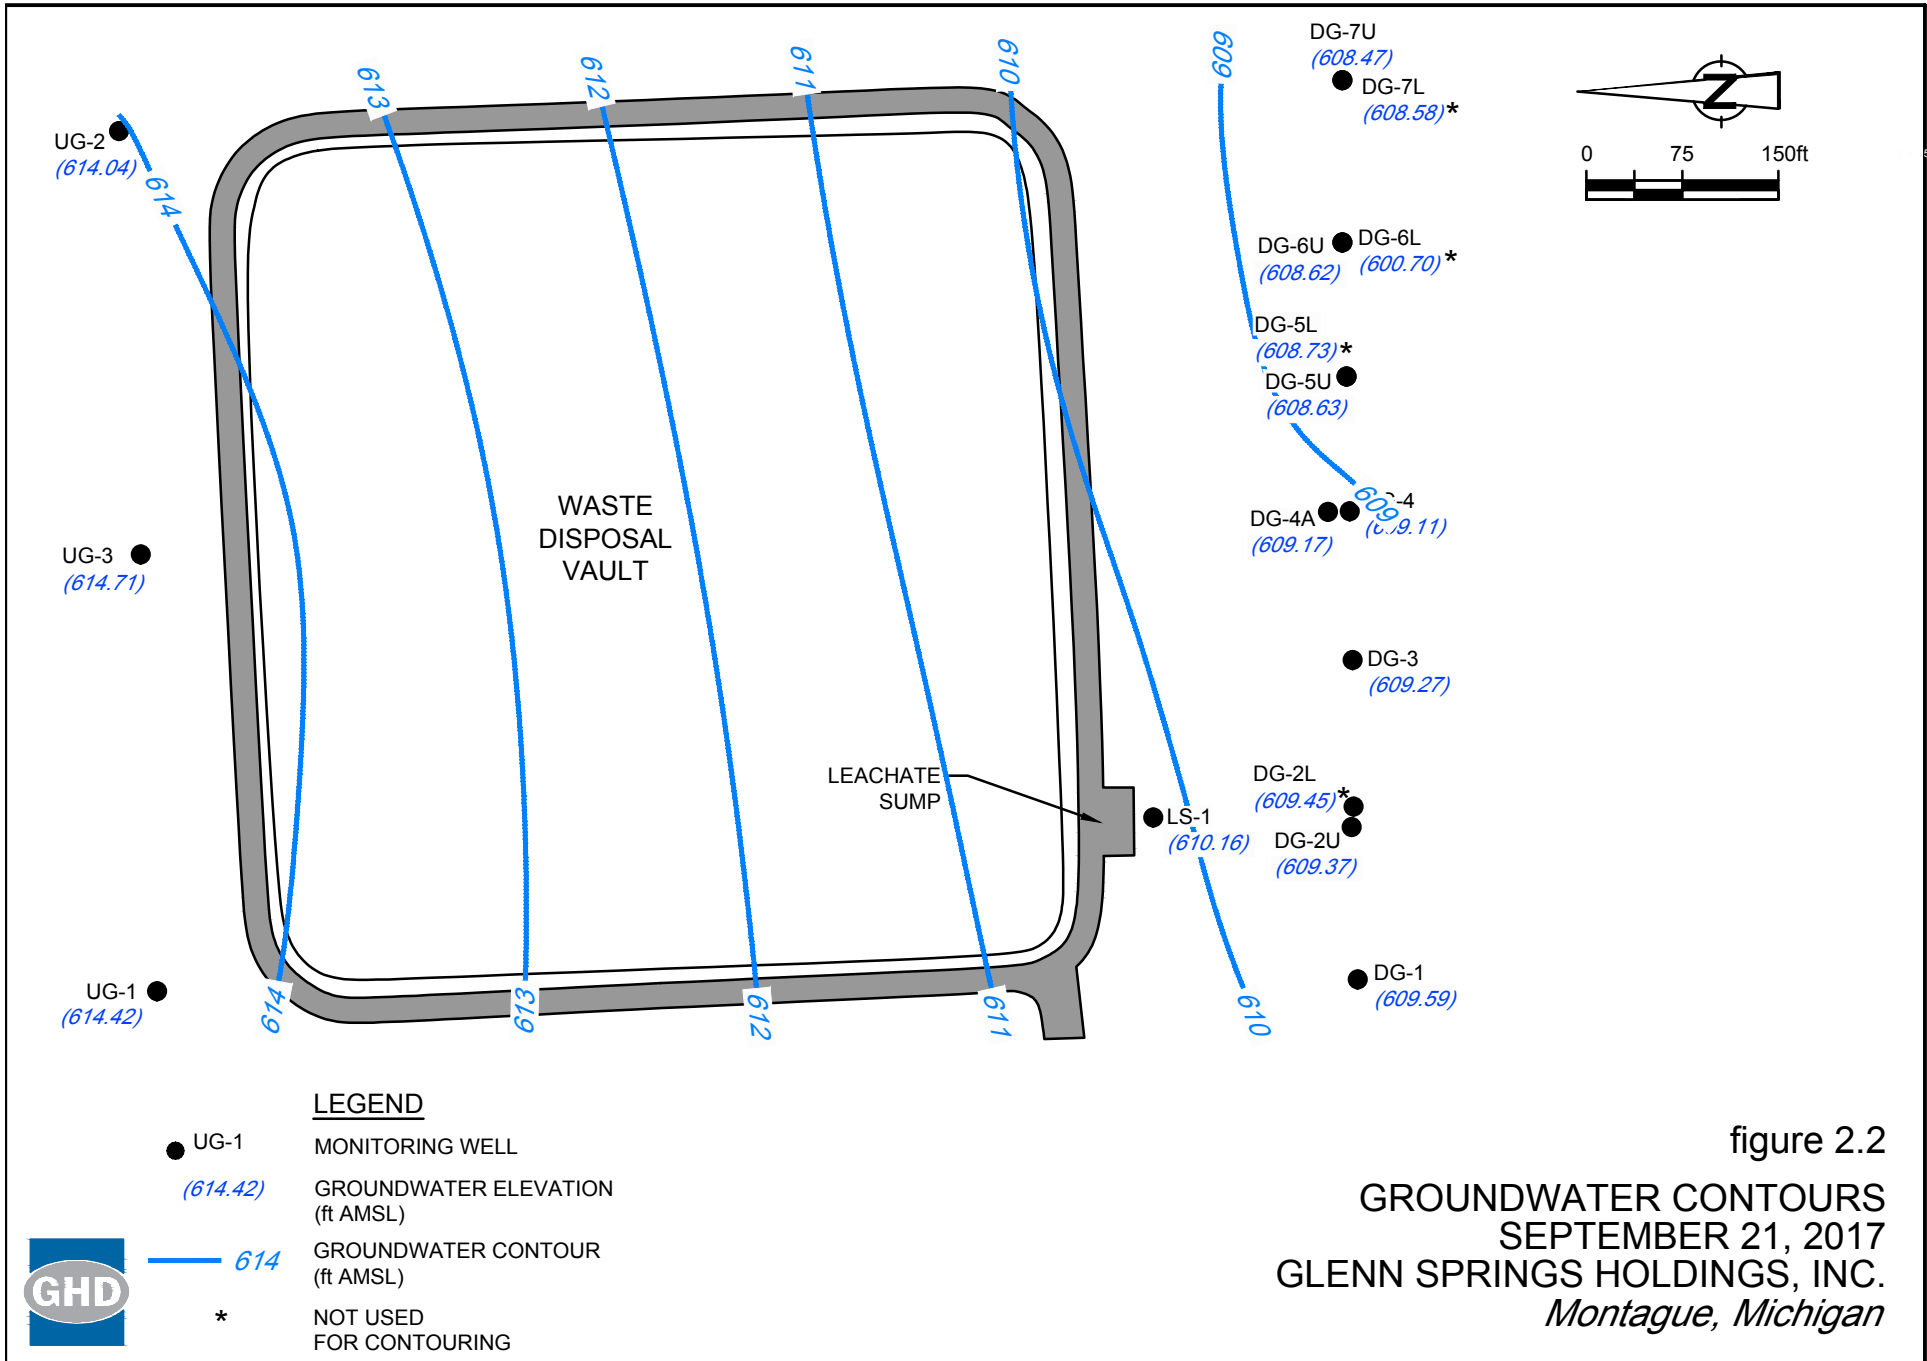 613
612
611
610
609
DG-7U
(608.47)
DG-7L
(608.58)*
N
0 75 150ft
UG-2
(614.04)
614
DG-6U
(608.62)
DG-6L
(600.70)*
DG-5L
(608.73)*
DG-5U
(608.63)
609
DG-4A
(609.17)
WASTE
DISPOSAL
VAULT
UG-3
(614.71)
DG-3
(609.27)
LEACHATE
SUMP
LS-1
(610.16)
DG-2L
(609.45)*
DG-2U
(609.37)
UG-1
(614.42)
DG-1
(609.59)
614
613
612
611
610
LEGEND
UG-1 MONITORING WELL
(614.42) GROUNDWATER ELEVATION
(ft AMSL)
614 GROUNDWATER CONTOUR
(ft AMSL)
* NOT USED
FOR CONTOURING
GHD
figure 2.2
GROUNDWATER CONTOURS
SEPTEMBER 21, 2017
GLENN SPRINGS HOLDINGS, INC.
Montague, Michigan